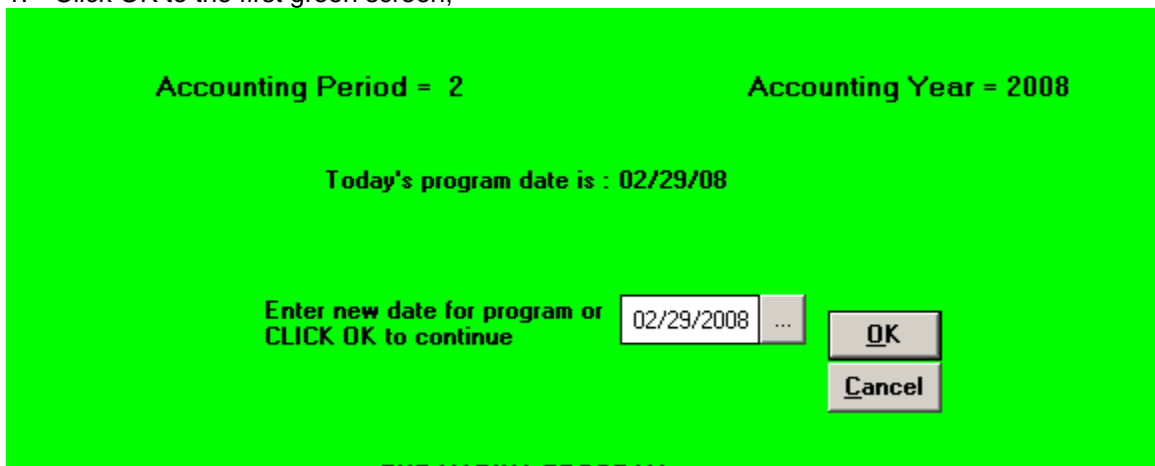 Accounting Period = 2
Accounting Year = 2008
Today's program date is : 02/29/08
Enter new date for program or
CLICK OK to continue
02/29/2008 ...
OK
Cancel